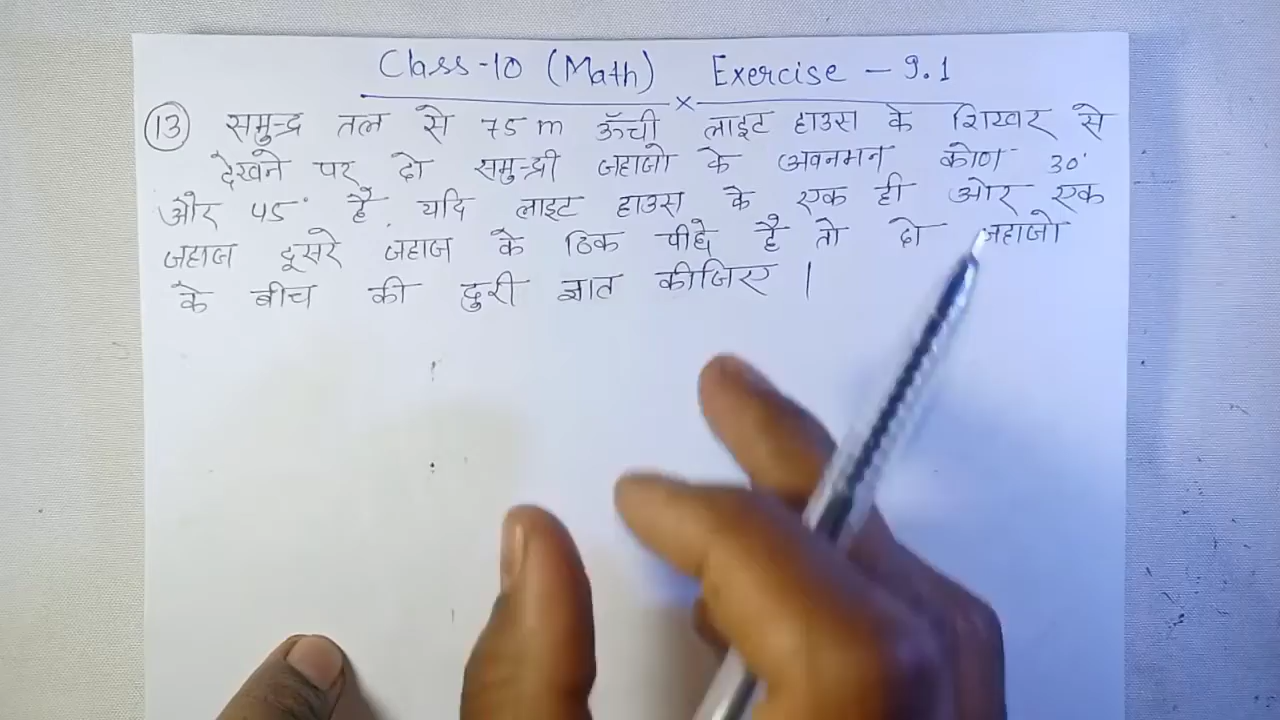 Class-10 (Math) Exercise - 9.1
×
13 समुन्द्र तल से 75 m ऊँची लाइट हाउस के शिखर से
देखने पर दो समुन्द्री जहाजो के अवनमन कोण 30°
और 45° है, यदि लाइट हाउस के एक ही ओर एक
जहाज दूसरे जहाज के ठिक पीछे है तो दो जहाजो
के बीच की दुरी ज्ञात कीजिए ।